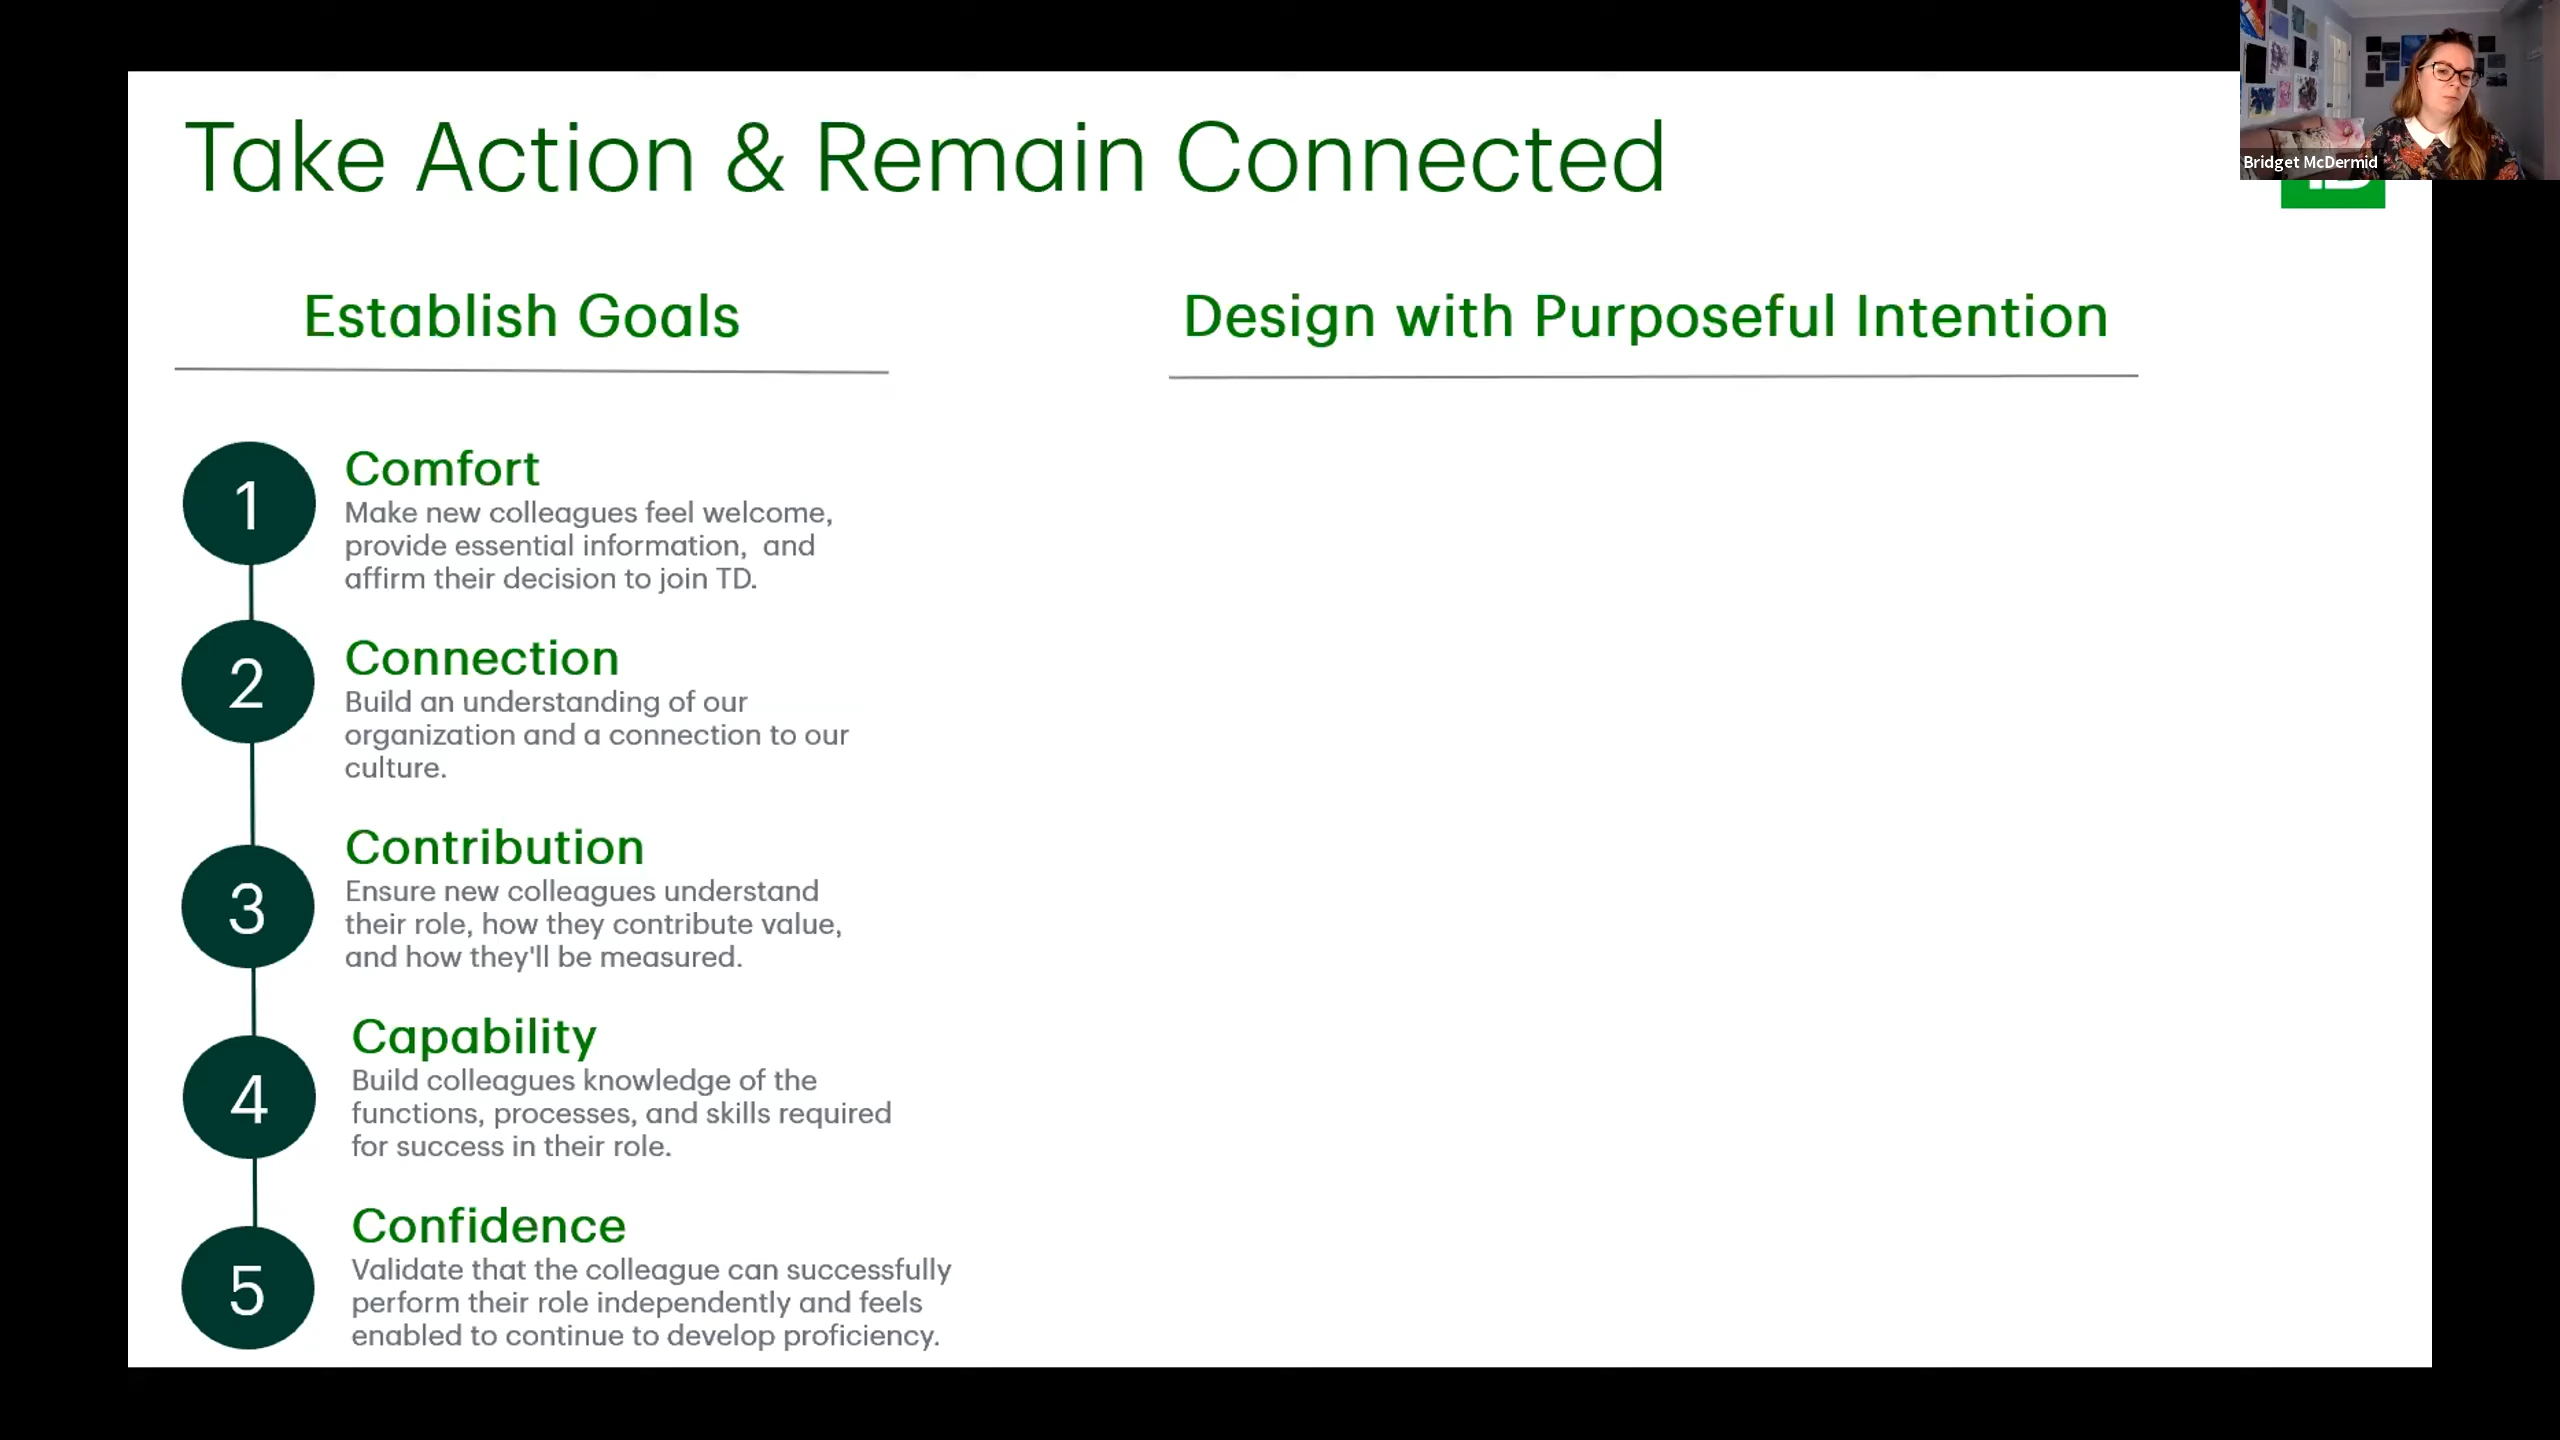 Take Action & Remain Connected
Bridget McDermid
Establish Goals
Design with Purposeful Intention
1
Comfort
Make new colleagues feel welcome,
provide essential information,  and
affirm their decision to join TD.
2
Connection
Build an understanding of our
organization and a connection to our
culture.
3
Contribution
Ensure new colleagues understand
their role, how they contribute value,
and how they'll be measured.
4
Capability
Build colleagues knowledge of the
functions, processes, and skills required
for success in their role.
5
Confidence
Validate that the colleague can successfully
perform their role independently and feels
enabled to continue to develop proficiency.